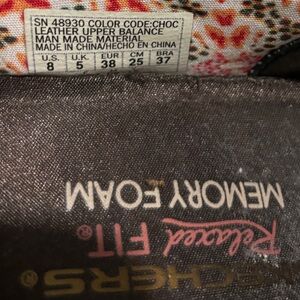 SN 48930 COLOR CODE:CHOC
LEATHER UPPER BALANCE
MAN MADE MATERIAL
MADE IN CHINA/HECHO EN CHINA
U.S. U.K EUR CM BRA
8 5 38 25 37
MEMORY FOAM
Relaxed FIT®
ECHERS®